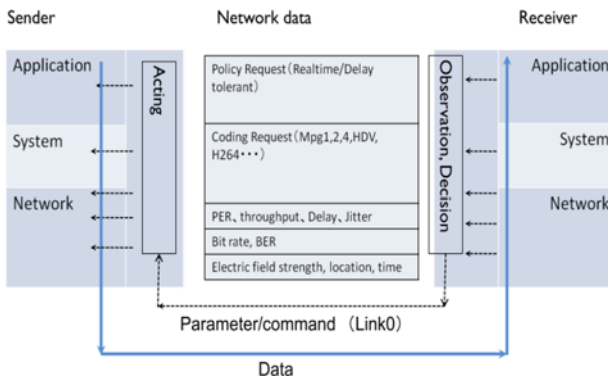 Sender
Network data
Receiver
Application
System
Network
Acting
Policy Request(Realtime/Delay
tolerant)
Coding Request(Mpg1,2,4,HDV,
H264・・・)
PER、throughput、Delay、Jitter
Bit rate, BER
Electric field strength, location, time
Observation, Decision
Application
System
Network
Parameter/command (Link0)
Data